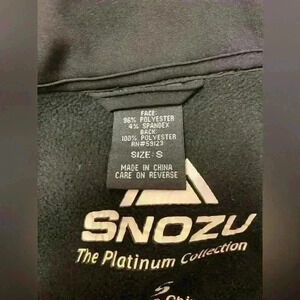 FACE:
96% POLYESTER
4% SPANDEX
BACK:
100% POLYESTER
RN#59123
SIZE: S
MADE IN CHINA
CARE ON REVERSE
SNOZU
The Platinum Collection
S